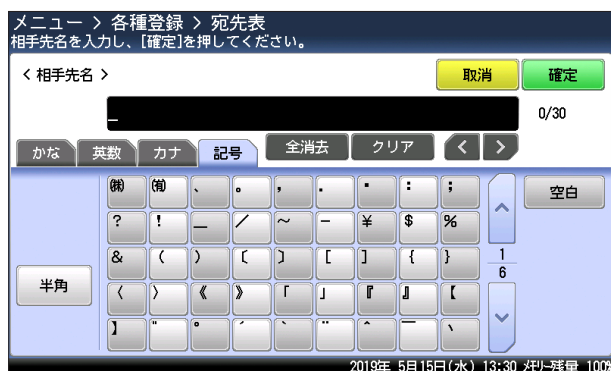 メニュー > 各種登録 > 宛先表
相手先名を入力し、[確定]を押してください。
< 相手先名 >
取消
確定
_
0/30
かな
英数
カナ
記号
全消去
クリア
<
>
㈱ ㈲ 、 。 ， ． ・ ： ；
？ ！ ＿ ／ ～ － ￥ ＄ ％
＆ （ ） 〔 〕 ［ ］ ｛ ｝
〈 〉 《 》 「 」 『 』 【
】 ” ° ´ ｀ ¨ ＾ ￣ ヽ
空白
1
6
半角
2019年 5月15日(水) 13:30 ﾒﾓﾘｰ残量 100%